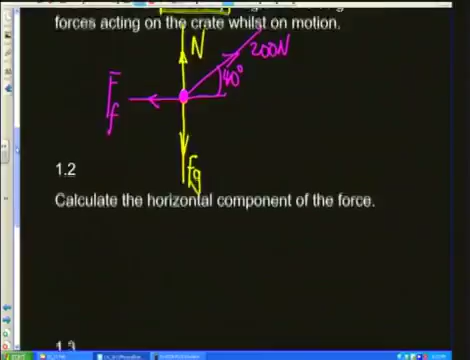 forces acting on the crate whilst on motion.
N
200N
40°
Ff
Fg
1.2
Calculate the horizontal component of the force.